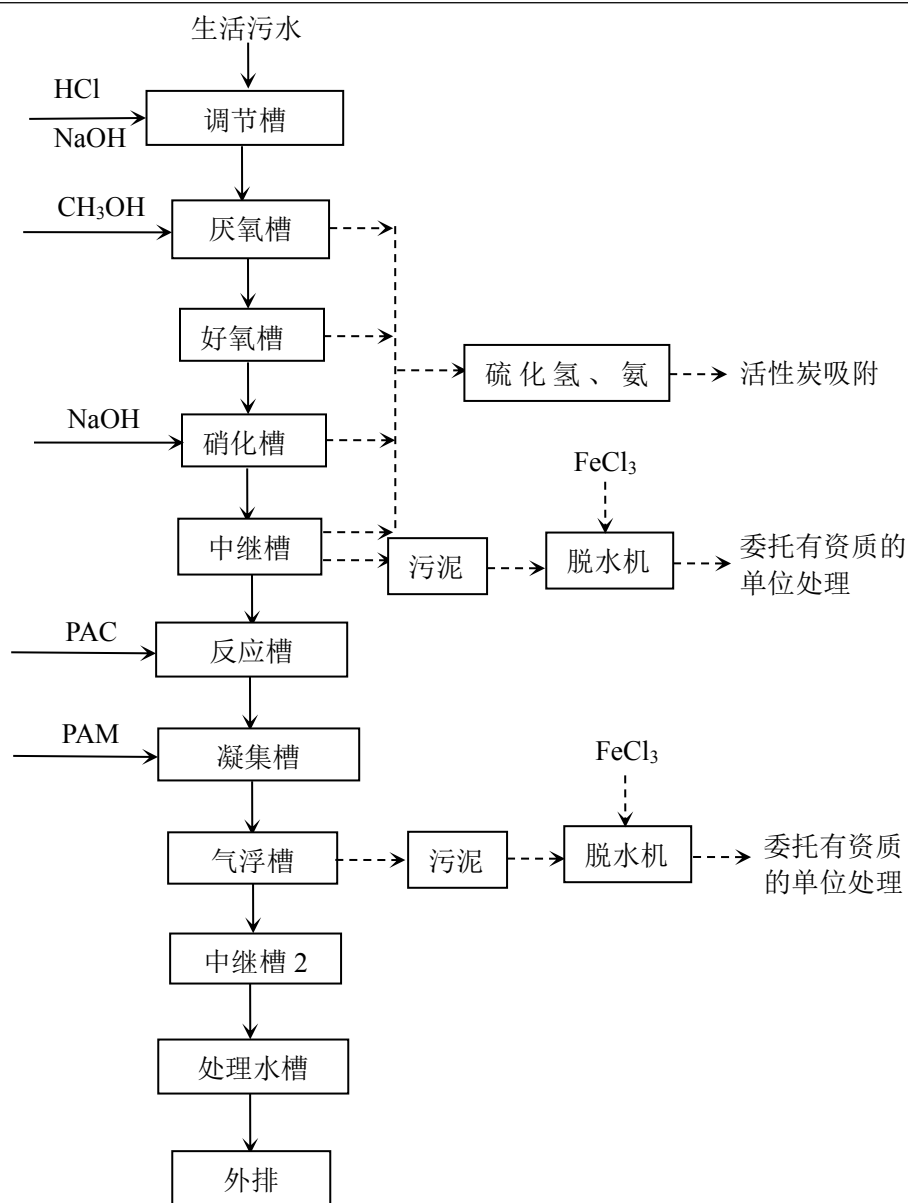 生活污水
HCl
NaOH
调节槽
CH₃OH
厌氧槽
好氧槽
硫化氢、氨
活性炭吸附
NaOH
硝化槽
FeCl₃
中继槽
污泥
脱水机
委托有资质的
单位处理
PAC
反应槽
PAM
凝集槽
FeCl₃
气浮槽
污泥
脱水机
委托有资质
的单位处理
中继槽 2
处理水槽
外排